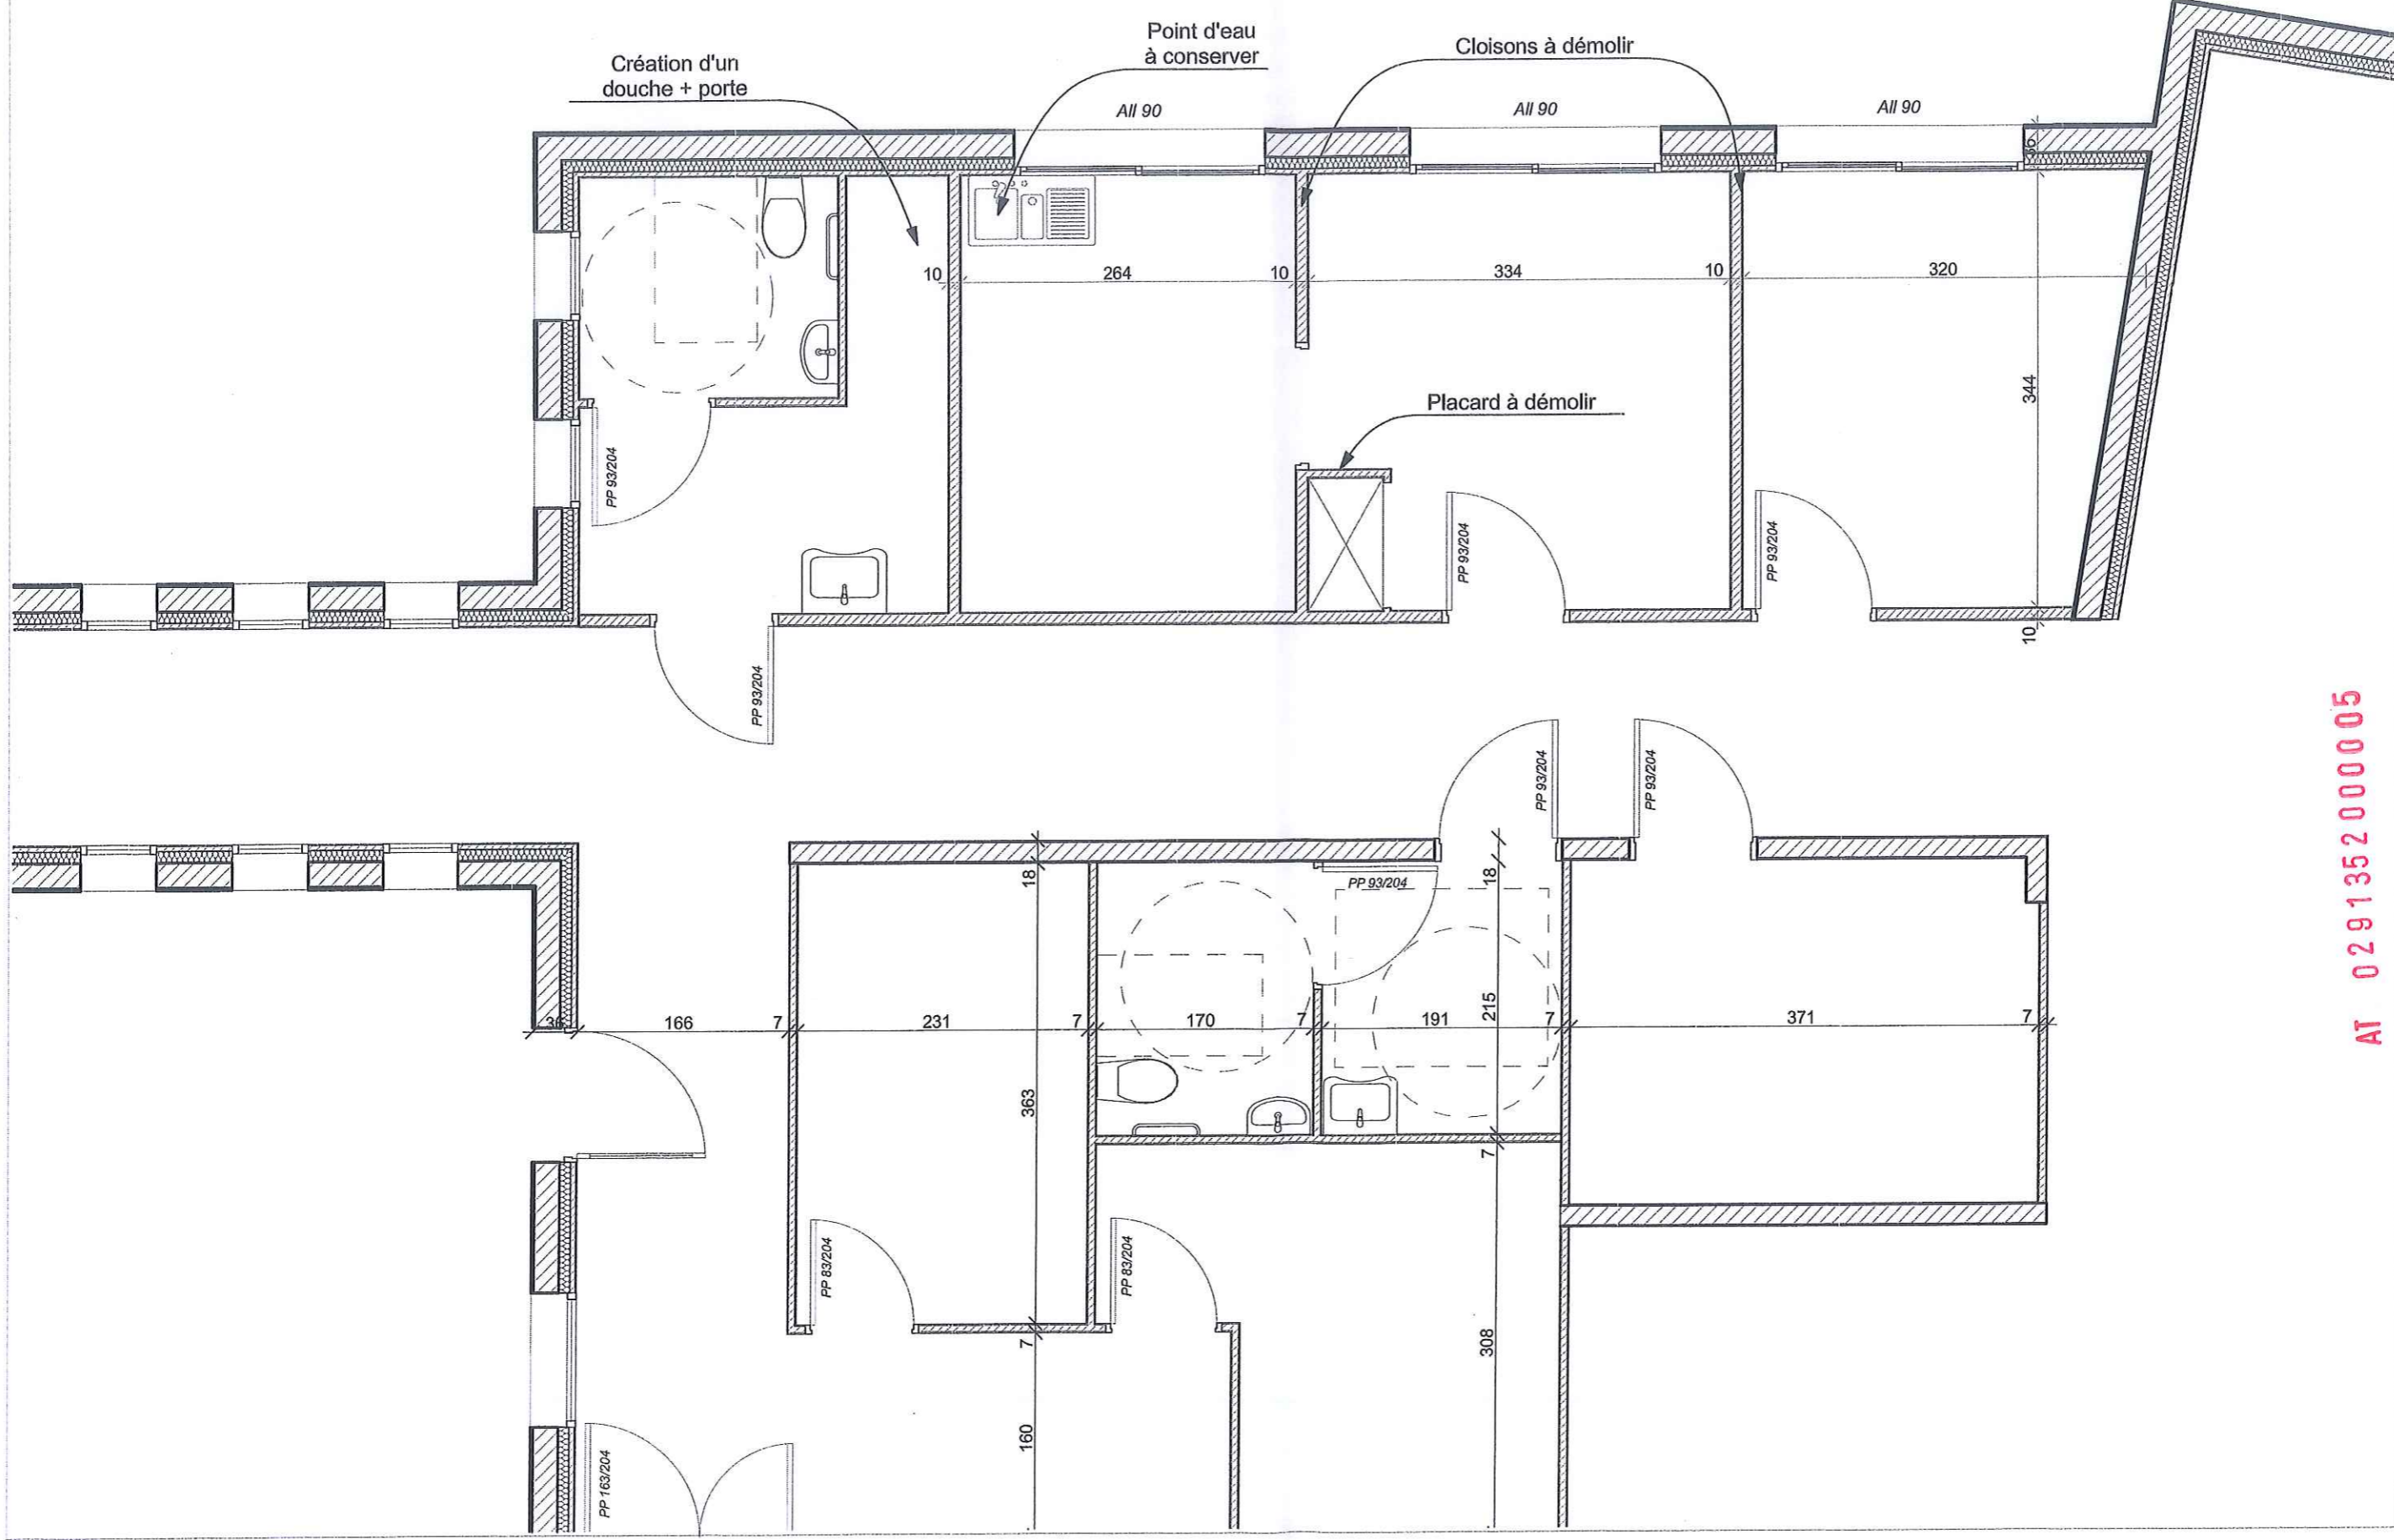 Création d'un
douche + porte
Point d'eau
à conserver
Cloisons à démolir
All 90
All 90
All 90
36
10
264
10
334
10
320
344
Placard à démolir
PP 93/204
PP 93/204
PP 93/204
10
PP 93/204
PP 93/204
PP 93/204
AT 0291352000005
18
PP 93/204
18
36
166
7
231
7
170
7
191
215
7
371
7
363
7
PP 83/204
PP 83/204
7
308
160
PP 163/204